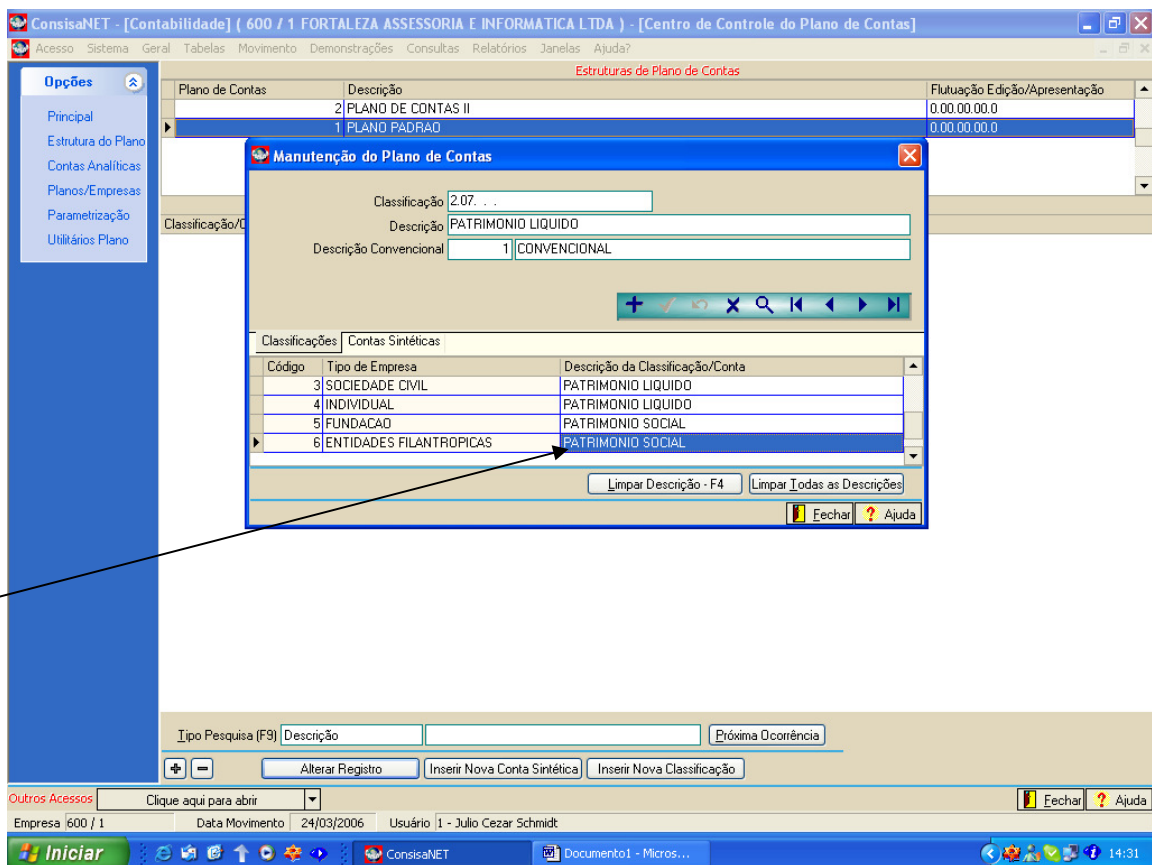 ConsisaNET - [Contabilidade] ( 600 / 1 FORTALEZA ASSESSORIA E INFORMATICA LTDA ) - [Centro de Controle do Plano de Contas]
Acesso Sistema Geral Tabelas Movimento Demonstrações Consultas Relatórios Janelas Ajuda?
Opções
Principal
Estrutura do Plano
Contas Analíticas
Planos/Empresas
Parametrização
Utilitários Plano
Estruturas de Plano de Contas
Plano de Contas Descrição Flutuação Edição/Apresentação
2 PLANO DE CONTAS II 0.00.00.00.0
1 PLANO PADRAO 0.00.00.00.0
Classificação/C
Manutenção do Plano de Contas
Classificação 2.07. . .
Descrição PATRIMONIO LIQUIDO
Descrição Convencional 1 CONVENCIONAL
Classificações Contas Sintéticas
Código Tipo de Empresa Descrição da Classificação/Conta
3 SOCIEDADE CIVIL PATRIMONIO LIQUIDO
4 INDIVIDUAL PATRIMONIO LIQUIDO
5 FUNDACAO PATRIMONIO SOCIAL
6 ENTIDADES FILANTROPICAS PATRIMONIO SOCIAL
Limpar Descrição - F4 Limpar Todas as Descrições
Fechar ? Ajuda
Tipo Pesquisa (F9) Descrição Próxima Ocorrência
Alterar Registro Inserir Nova Conta Sintética Inserir Nova Classificação
Outros Acessos Clique aqui para abrir Fechar ? Ajuda
Empresa 600 / 1 Data Movimento 24/03/2006 Usuário 1 - Julio Cezar Schmidt
Iniciar ConsisaNET Documento1 - Micros... 14:31